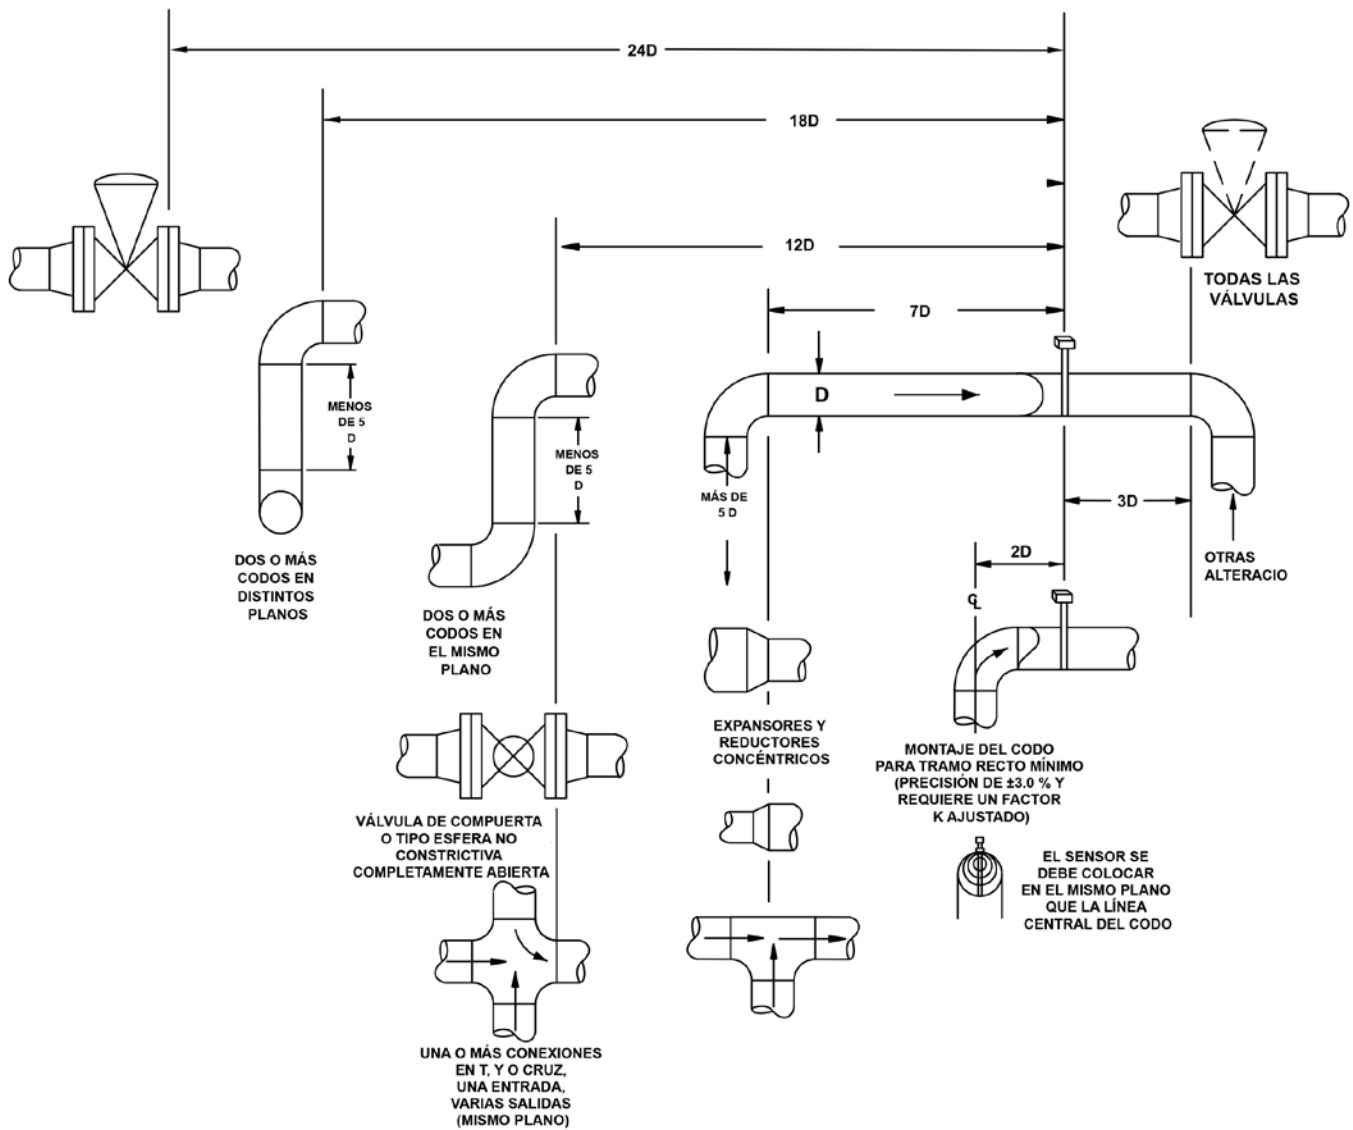 24D
18D
12D
7D
TODAS LAS
VÁLVULAS
D
MENOS
DE 5
D
MENOS
DE 5
D
MÁS DE
5 D
3D
2D
OTRAS
ALTERACIO
DOS O MÁS
CODOS EN
DISTINTOS
PLANOS
DOS O MÁS
CODOS EN
EL MISMO
PLANO
EXPANSORES Y
REDUCTORES
CONCÉNTRICOS
℄
MONTAJE DEL CODO
PARA TRAMO RECTO MÍNIMO
(PRECISIÓN DE ±3.0 % Y
REQUIERE UN FACTOR
K AJUSTADO)
VÁLVULA DE COMPUERTA
O TIPO ESFERA NO
CONSTRICTIVA
COMPLETAMENTE ABIERTA
EL SENSOR SE
DEBE COLOCAR
EN EL MISMO PLANO
QUE LA LÍNEA
CENTRAL DEL CODO
UNA O MÁS CONEXIONES
EN T, Y O CRUZ,
UNA ENTRADA,
VARIAS SALIDAS
(MISMO PLANO)